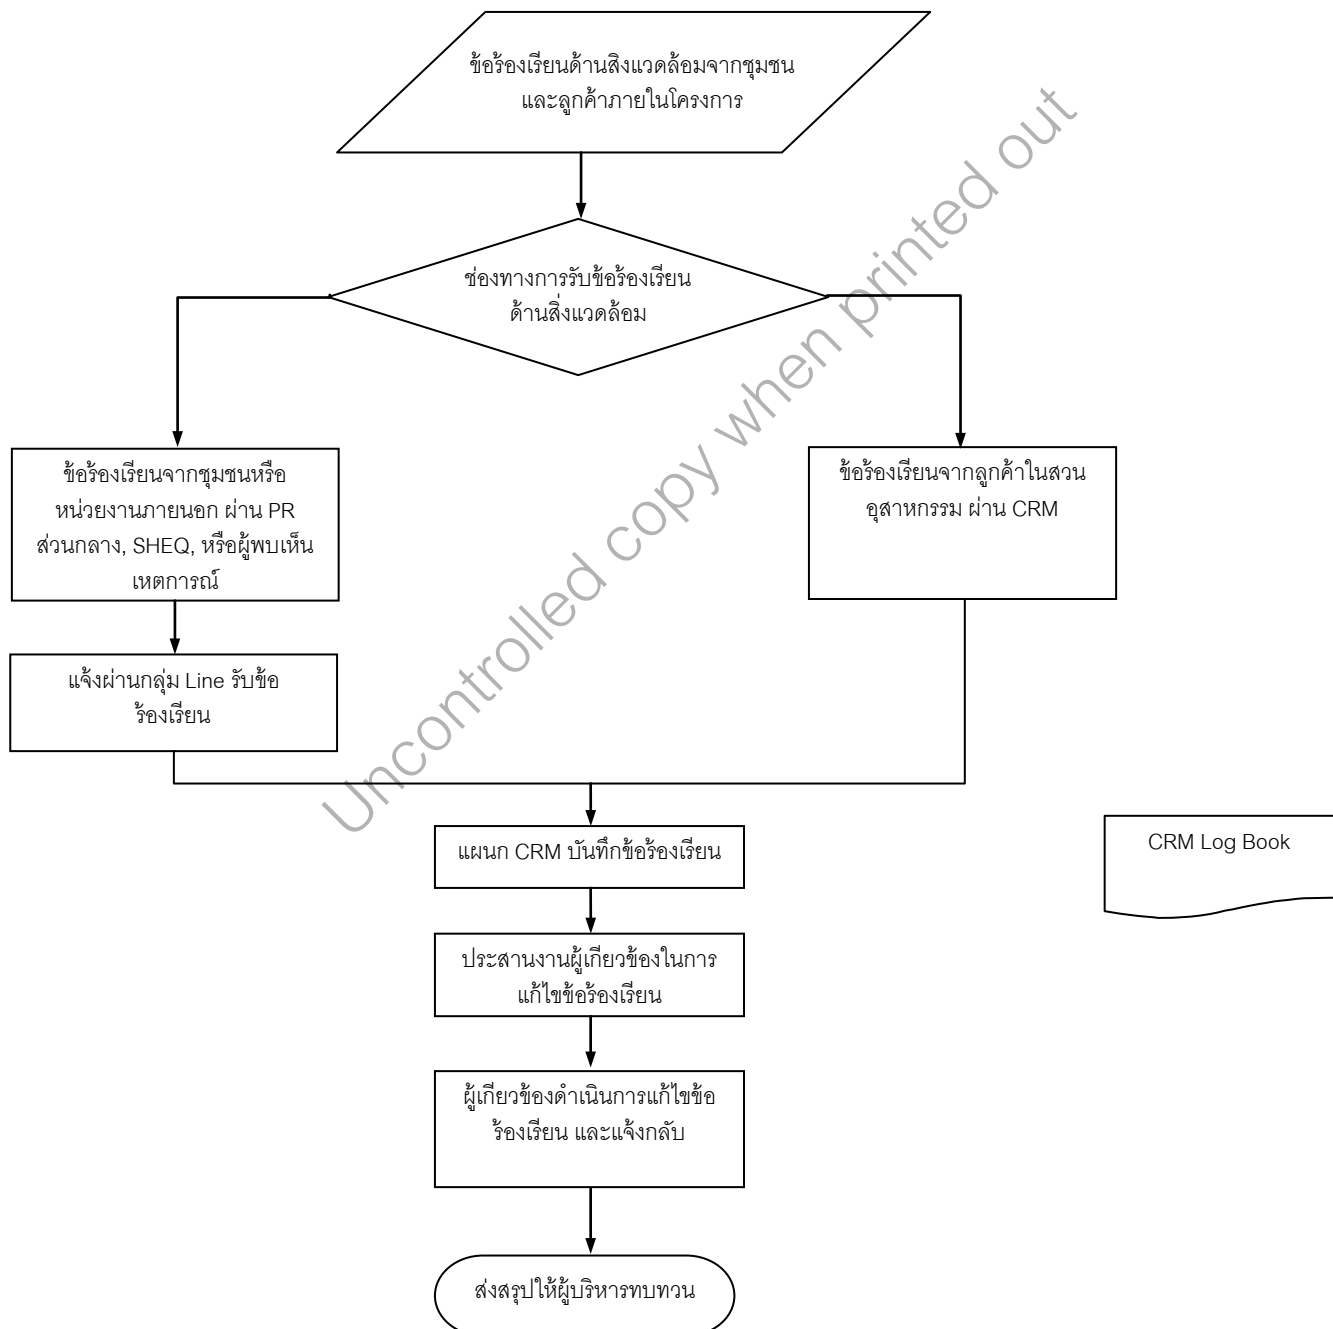 ข้อร้องเรียนด้านสิ่งแวดล้อมจากชุมชน
และลูกค้าภายในโครงการ
ช่องทางการรับข้อร้องเรียน
ด้านสิ่งแวดล้อม
ข้อร้องเรียนจากชุมชนหรือ
หน่วยงานภายนอก ผ่าน PR
ส่วนกลาง, SHEQ, หรือผู้พบเห็น
เหตุการณ์
ข้อร้องเรียนจากลูกค้าในสวน
อุสาหกรรม ผ่าน CRM
แจ้งผ่านกลุ่ม Line รับข้อ
ร้องเรียน
แผนก CRM บันทึกข้อร้องเรียน
CRM Log Book
ประสานงานผู้เกี่ยวข้องในการ
แก้ไขข้อร้องเรียน
ผู้เกี่ยวข้องดำเนินการแก้ไขข้อ
ร้องเรียน และแจ้งกลับ
ส่งสรุปให้ผู้บริหารทบทวน
Uncontrolled copy when printed out